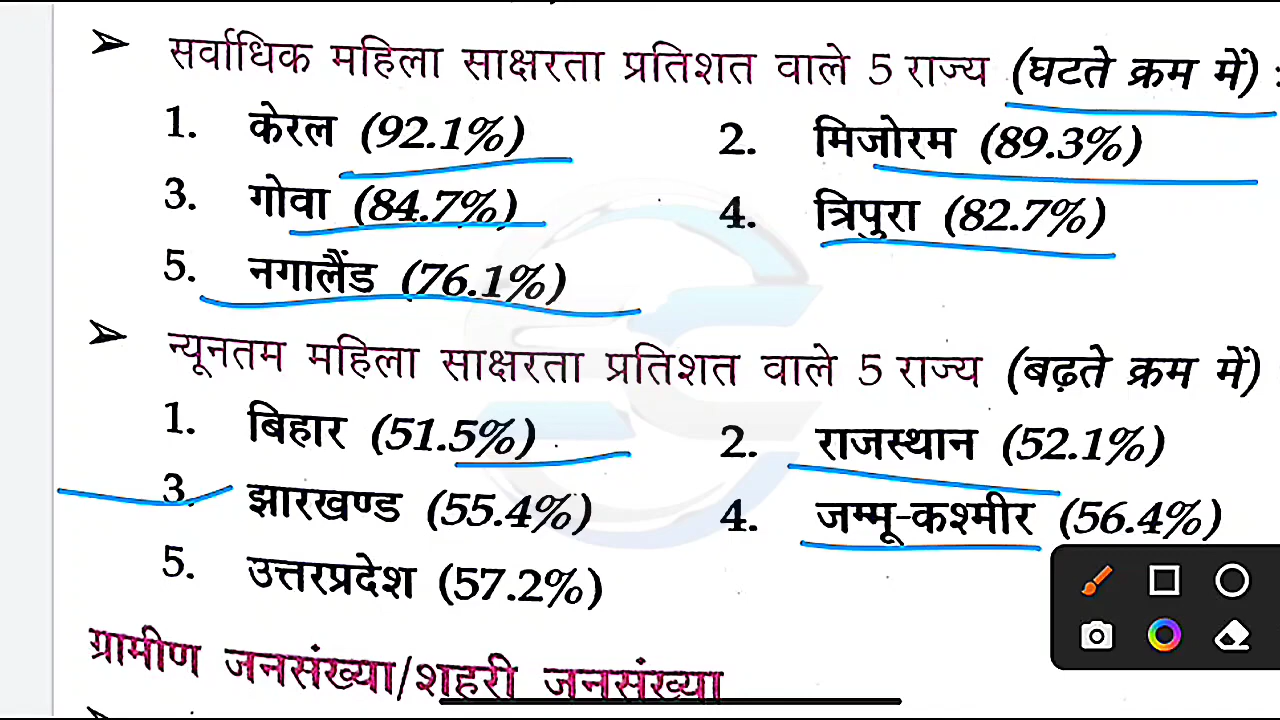 ➢ सर्वाधिक महिला साक्षरता प्रतिशत वाले 5 राज्य (घटते क्रम में) :
1. केरल (92.1%) 2. मिजोरम (89.3%)
3. गोवा (84.7%) 4. त्रिपुरा (82.7%)
5. नगालैंड (76.1%)
➢ न्यूनतम महिला साक्षरता प्रतिशत वाले 5 राज्य (बढ़ते क्रम में)
1. बिहार (51.5%) 2. राजस्थान (52.1%)
3. झारखण्ड (55.4%) 4. जम्मू-कश्मीर (56.4%)
5. उत्तरप्रदेश (57.2%)
ग्रामीण जनसंख्या/शहरी जनसंख्या